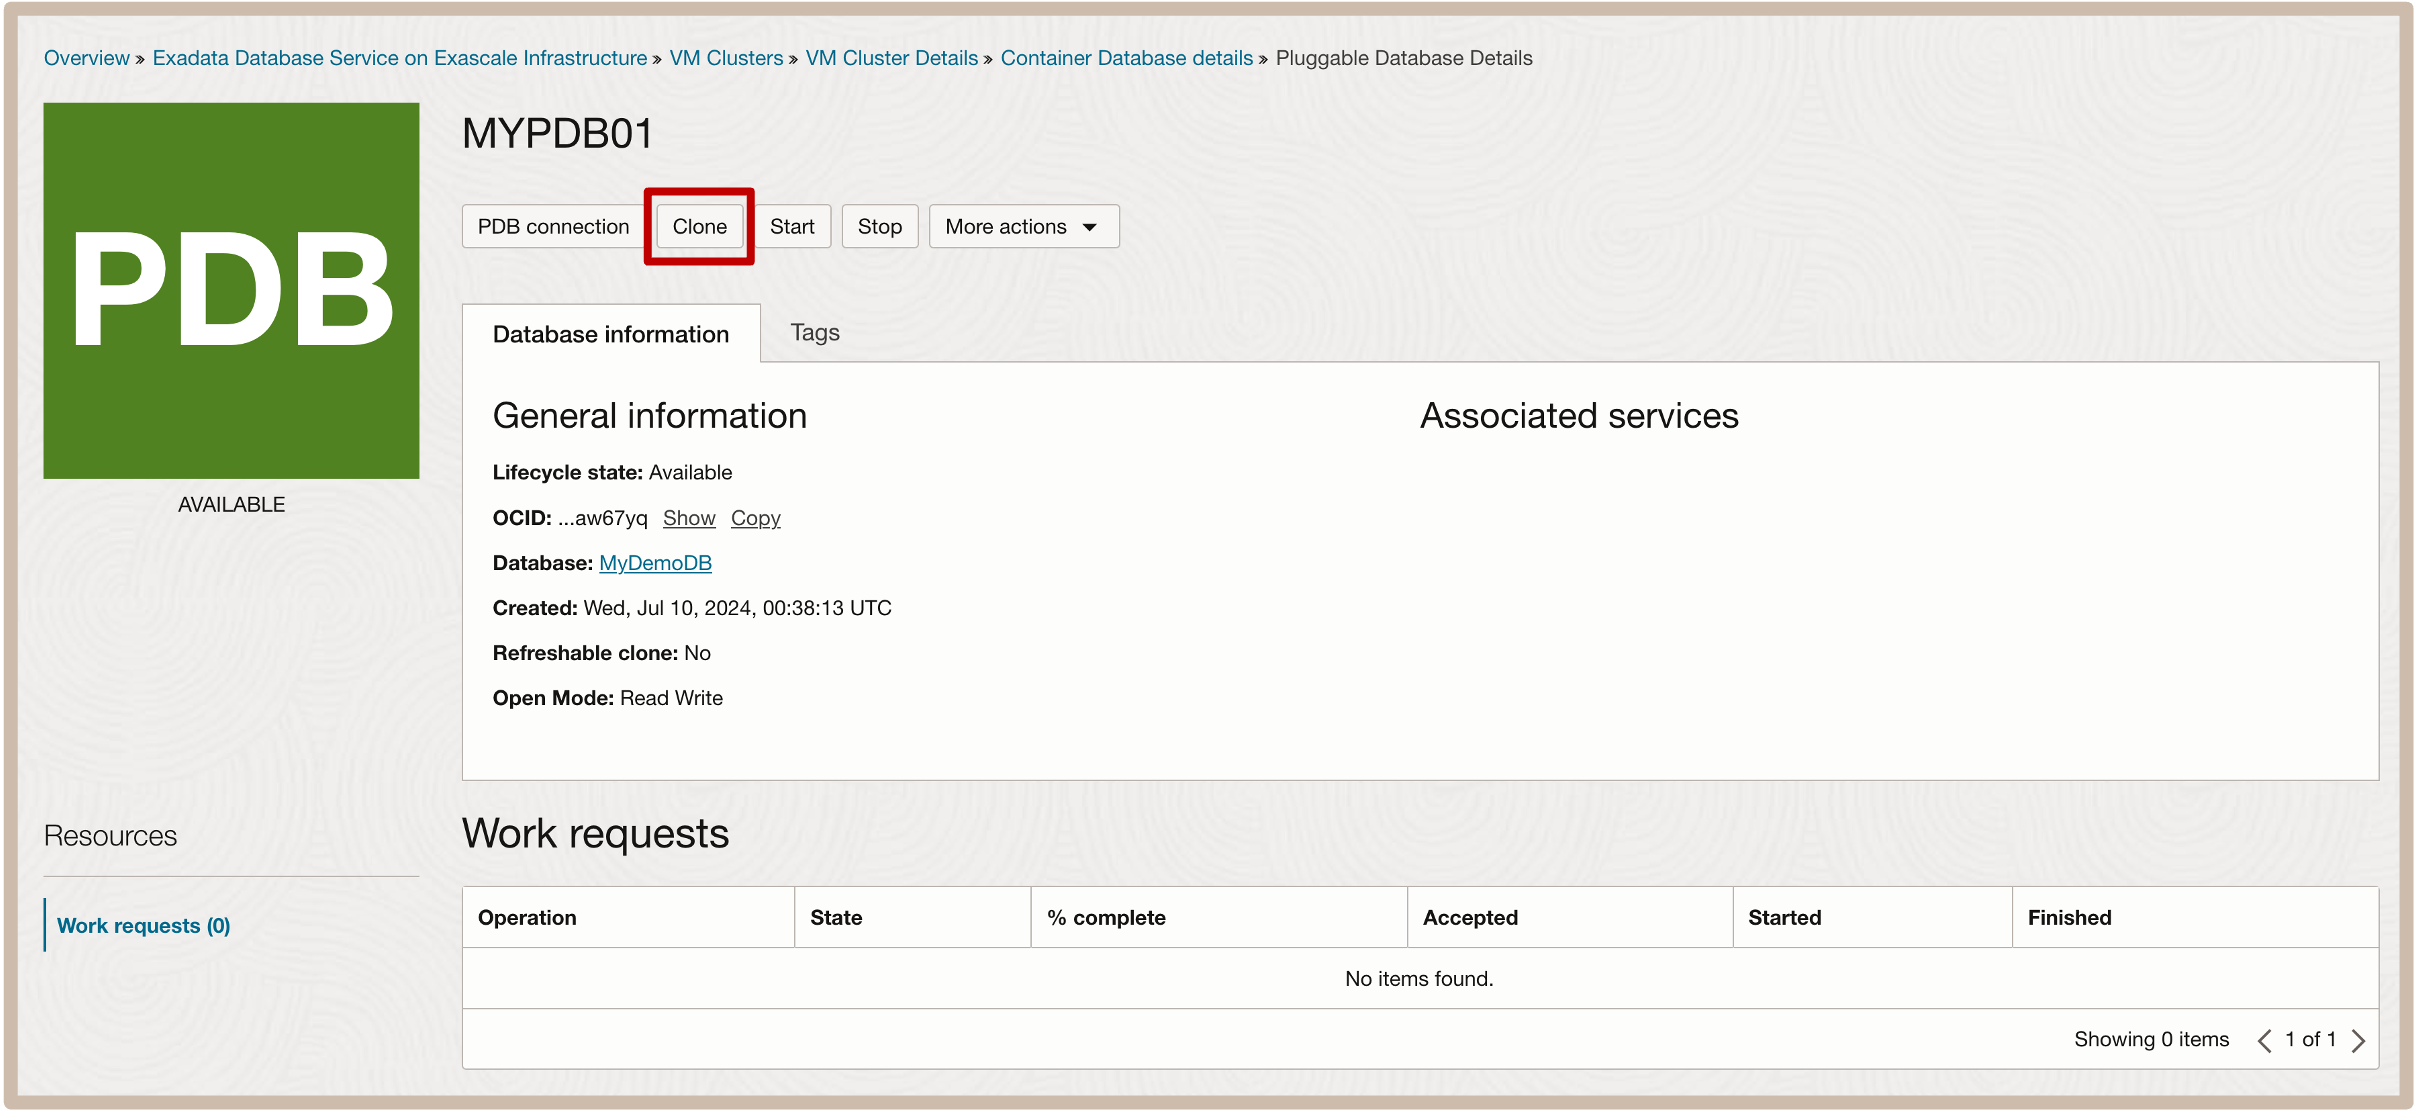 Overview » Exadata Database Service on Exascale Infrastructure » VM Clusters » VM Cluster Details » Container Database details » Pluggable Database Details
PDB
AVAILABLE
MYPDB01
PDB connection Clone Start Stop More actions
Database information Tags
General information
Lifecycle state: Available
OCID: ...aw67yq Show Copy
Database: MyDemoDB
Created: Wed, Jul 10, 2024, 00:38:13 UTC
Refreshable clone: No
Open Mode: Read Write
Associated services
Resources
Work requests (0)
Work requests
Operation State % complete Accepted Started Finished
No items found.
Showing 0 items 1 of 1